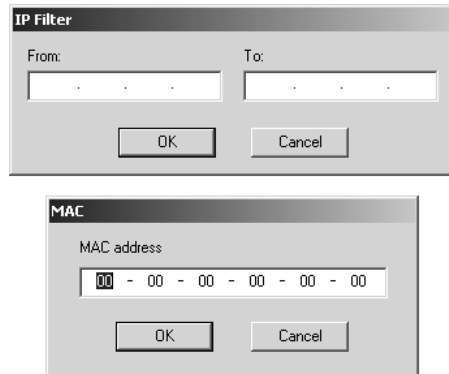 IP Filter
From: To:
. . . . . .
OK Cancel
MAC
MAC address
00 - 00 - 00 - 00 - 00 - 00
OK Cancel